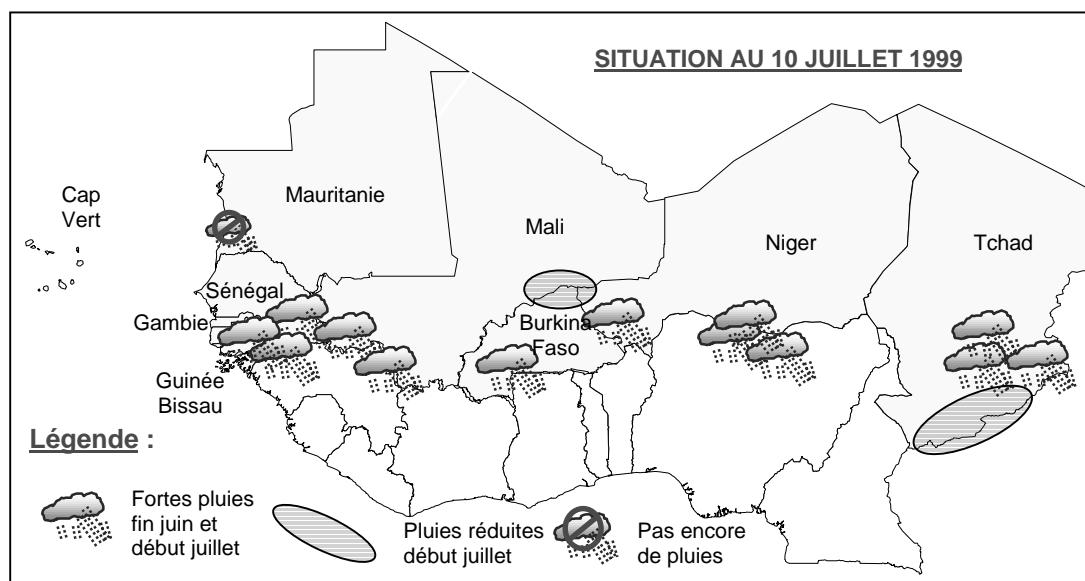 SITUATION AU 10 JUILLET 1999
Cap
Vert
Mauritanie
Mali
Niger
Tchad
Sénégal
Gambie
Burkina
Faso
Guinée
Bissau
Légende :
Fortes pluies
fin juin et
début juillet
Pluies réduites
début juillet
Pas encore
de pluies